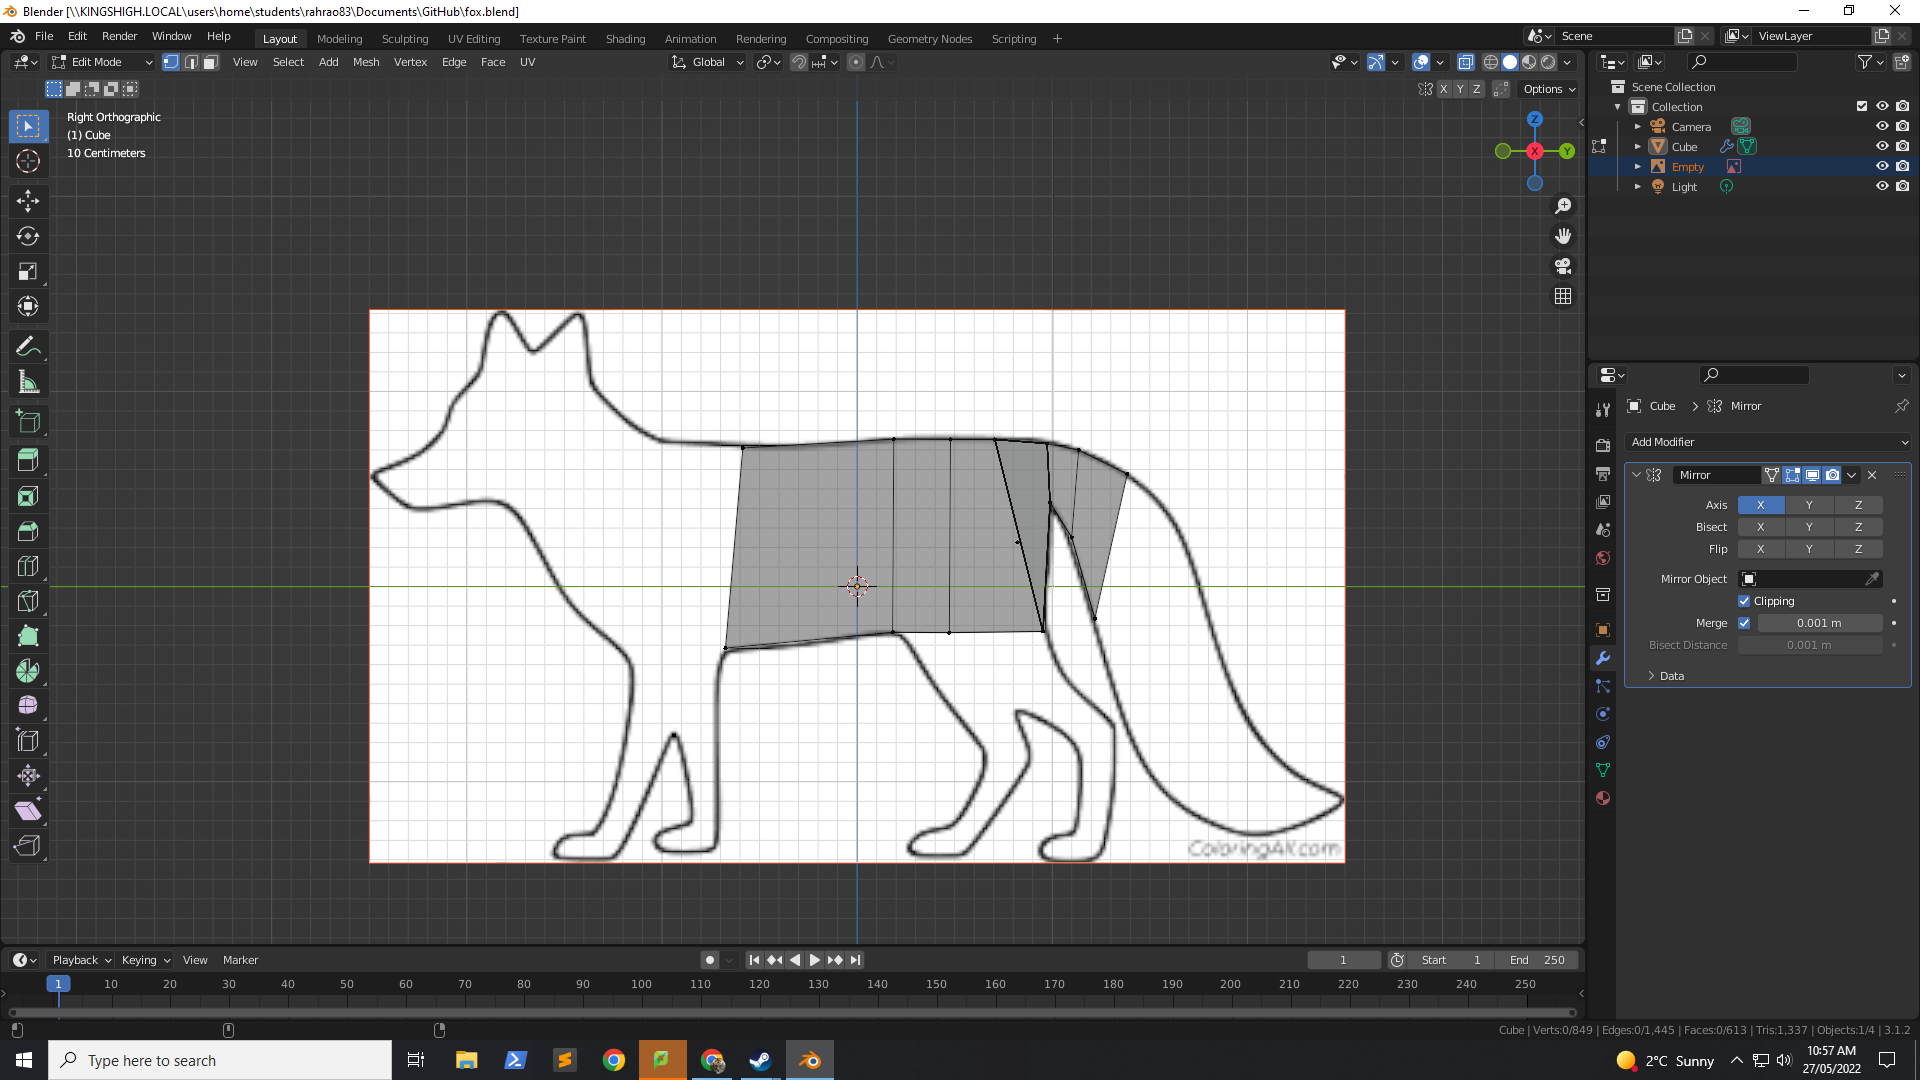 Blender [\\KINGSHIGH.LOCAL\users\home\students\rahrao83\Documents\GitHub\fox.blend]
File Edit Render Window Help Layout Modeling Sculpting UV Editing Texture Paint Shading Animation Rendering Compositing Geometry Nodes Scripting + Scene ViewLayer
Edit Mode View Select Add Mesh Vertex Edge Face UV Global
X Y Z Options
Right Orthographic
(1) Cube
10 Centimeters
Z
X Y
Scene Collection
Collection
Camera
Cube
Empty
Light
Cube > Mirror
Add Modifier
Mirror
Axis X Y Z
Bisect X Y Z
Flip X Y Z
Mirror Object
Clipping
Merge 0.001 m
Bisect Distance 0.001 m
Data
ColoringAll.com
Playback Keying View Marker 1 Start 1 End 250
1 10 20 30 40 50 60 70 80 90 100 110 120 130 140 150 160 170 180 190 200 210 220 230 240 250
Cube | Verts:0/849 | Edges:0/1,445 | Faces:0/613 | Tris:1,337 | Objects:1/4 | 3.1.2
Type here to search
2°C Sunny
10:57 AM
27/05/2022